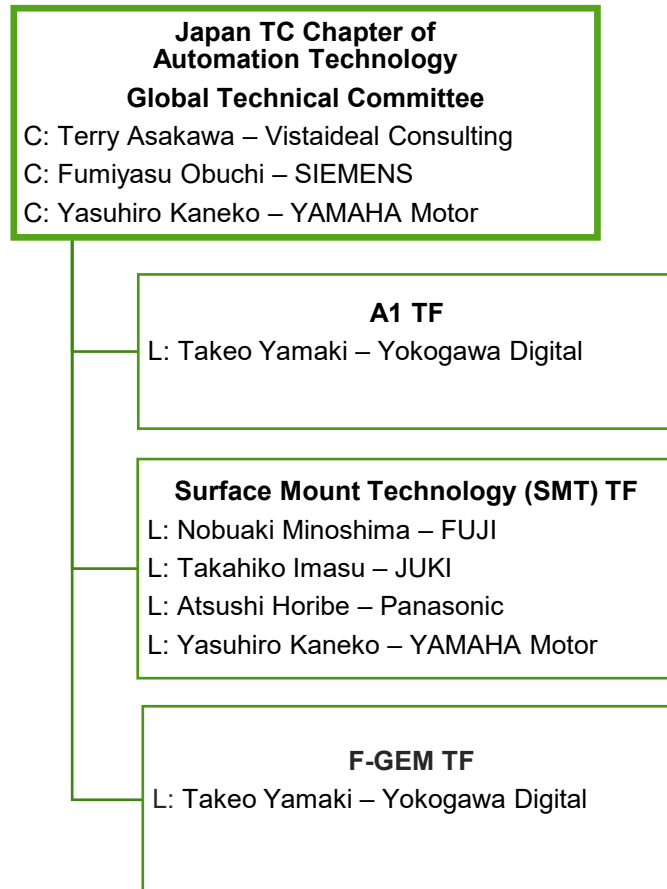 Japan TC Chapter of
Automation Technology
Global Technical Committee
C: Terry Asakawa – Vistaideal Consulting
C: Fumiyasu Obuchi – SIEMENS
C: Yasuhiro Kaneko – YAMAHA Motor
A1 TF
L: Takeo Yamaki – Yokogawa Digital
Surface Mount Technology (SMT) TF
L: Nobuaki Minoshima – FUJI
L: Takahiko Imasu – JUKI
L: Atsushi Horibe – Panasonic
L: Yasuhiro Kaneko – YAMAHA Motor
F-GEM TF
L: Takeo Yamaki – Yokogawa Digital